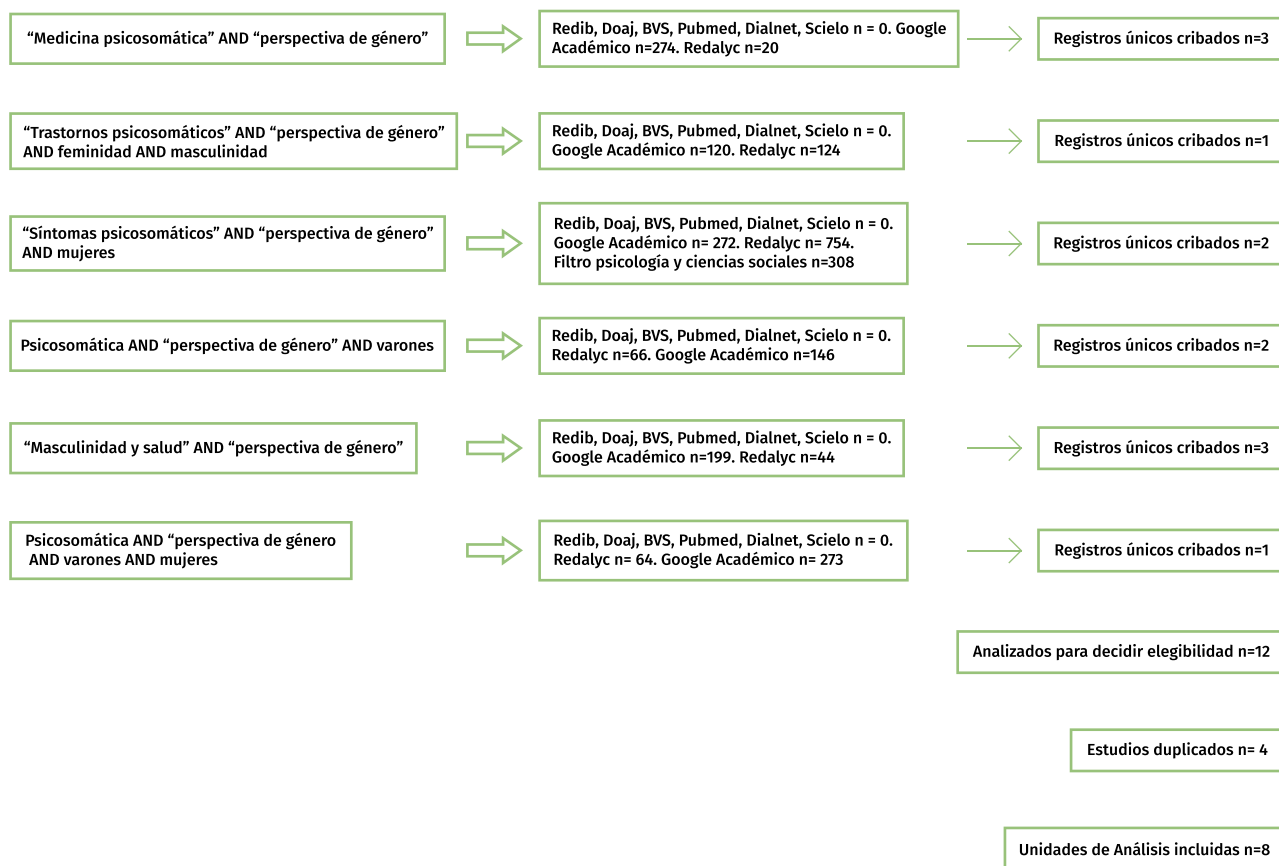 “Medicina psicosomática” AND “perspectiva de género”
Redib, Doaj, BVS, Pubmed, Dialnet, Scielo n = 0. Google
Académico n=274. Redalyc n=20
Registros únicos cribados n=3
“Trastornos psicosomáticos” AND “perspectiva de género”
AND feminidad AND masculinidad
Redib, Doaj, BVS, Pubmed, Dialnet, Scielo n = 0.
Google Académico n=120. Redalyc n=124
Registros únicos cribados n=1
“Síntomas psicosomáticos” AND “perspectiva de género”
AND mujeres
Redib, Doaj, BVS, Pubmed, Dialnet, Scielo n = 0.
Google Académico n= 272. Redalyc n= 754.
Filtro psicología y ciencias sociales n=308
Registros únicos cribados n=2
Psicosomática AND “perspectiva de género” AND varones
Redib, Doaj, BVS, Pubmed, Dialnet, Scielo n = 0.
Redalyc n=66. Google Académico n=146
Registros únicos cribados n=2
“Masculinidad y salud” AND “perspectiva de género”
Redib, Doaj, BVS, Pubmed, Dialnet, Scielo n = 0.
Google Académico n=199. Redalyc n=44
Registros únicos cribados n=3
Psicosomática AND “perspectiva de género
AND varones AND mujeres
Redib, Doaj, BVS, Pubmed, Dialnet, Scielo n = 0.
Redalyc n= 64. Google Académico n= 273
Registros únicos cribados n=1
Analizados para decidir elegibilidad n=12
Estudios duplicados n= 4
Unidades de Análisis incluidas n=8